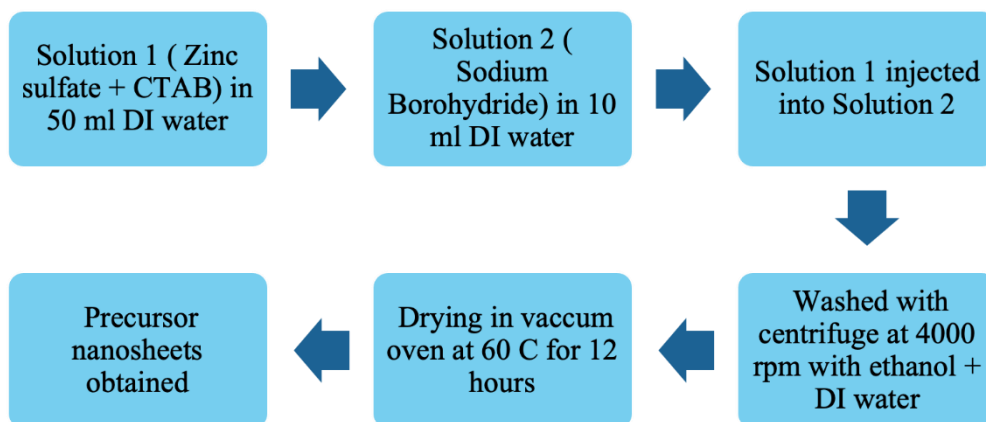 Solution 1 ( Zinc
sulfate + CTAB) in
50 ml DI water
Solution 2 (
Sodium
Borohydride) in 10
ml DI water
Solution 1 injected
into Solution 2
Washed with
centrifuge at 4000
rpm with ethanol +
DI water
Drying in vaccum
oven at 60 C for 12
hours
Precursor
nanosheets
obtained